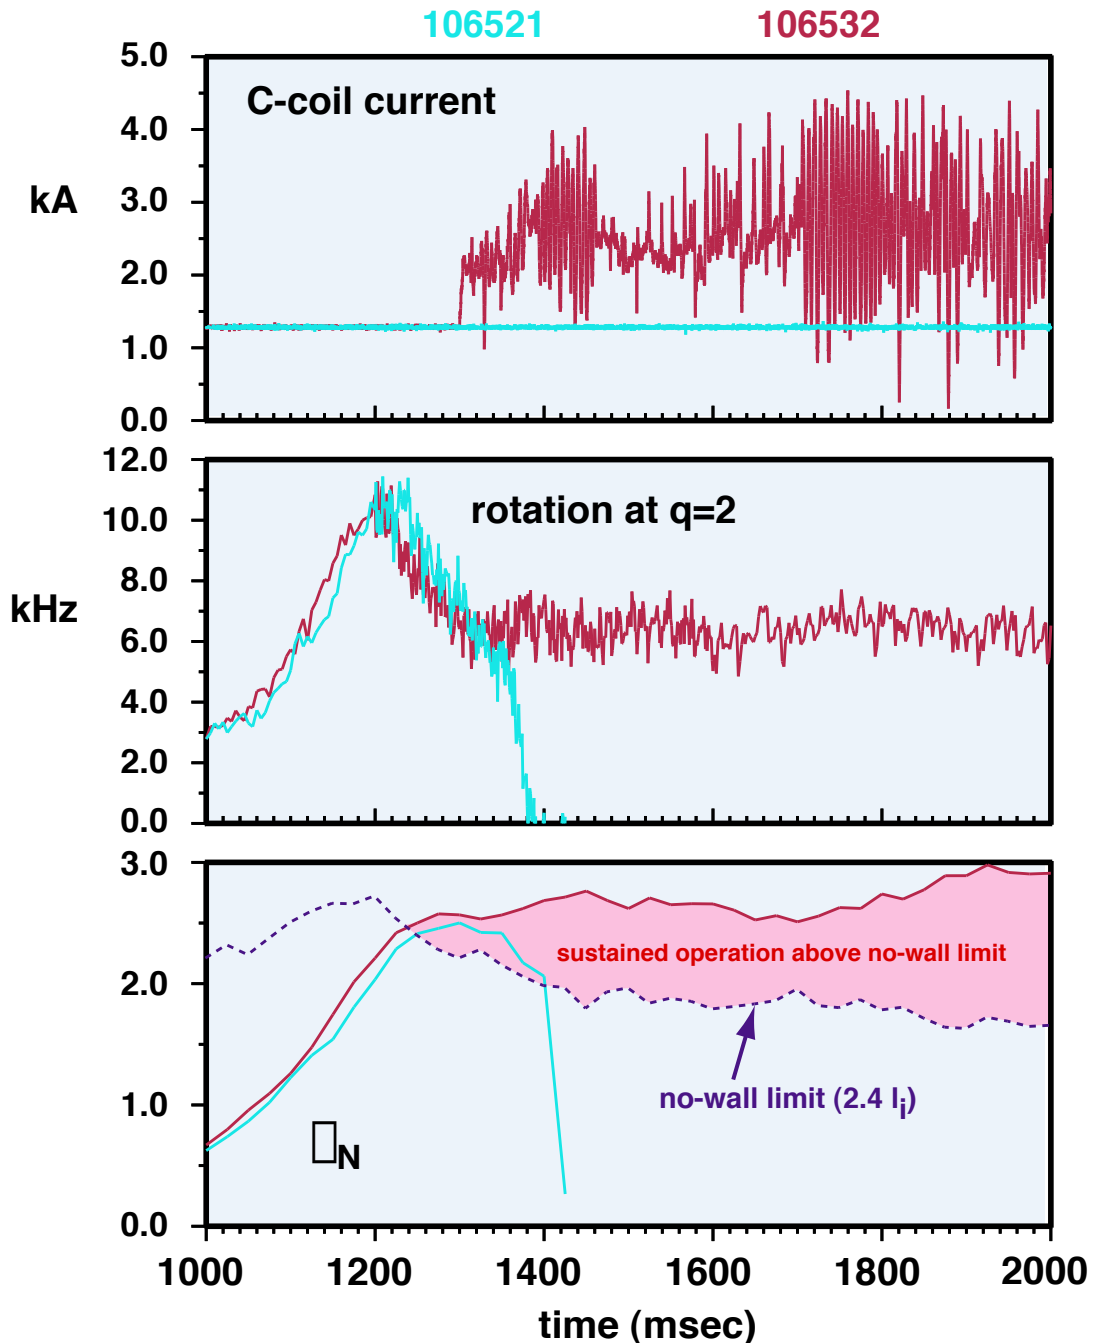 106521 106532
5.0
C-coil current
4.0
kA
3.0
2.0
1.0
0.0
12.0
rotation at q=2
10.0
8.0
kHz
6.0
4.0
2.0
0.0
3.0
sustained operation above no-wall limit
2.0
no-wall limit (2.4 li)
1.0
N
0.0
1000 1200 1400 1600 1800 2000
time (msec)